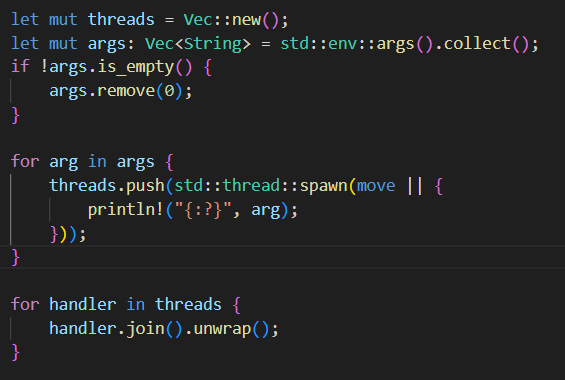 let mut threads = Vec::new();
let mut args: Vec<String> = std::env::args().collect();
if !args.is_empty() {
    args.remove(0);
}

for arg in args {
    threads.push(std::thread::spawn(move || {
        println!("{:?}", arg);
    }));
}

for handler in threads {
    handler.join().unwrap();
}